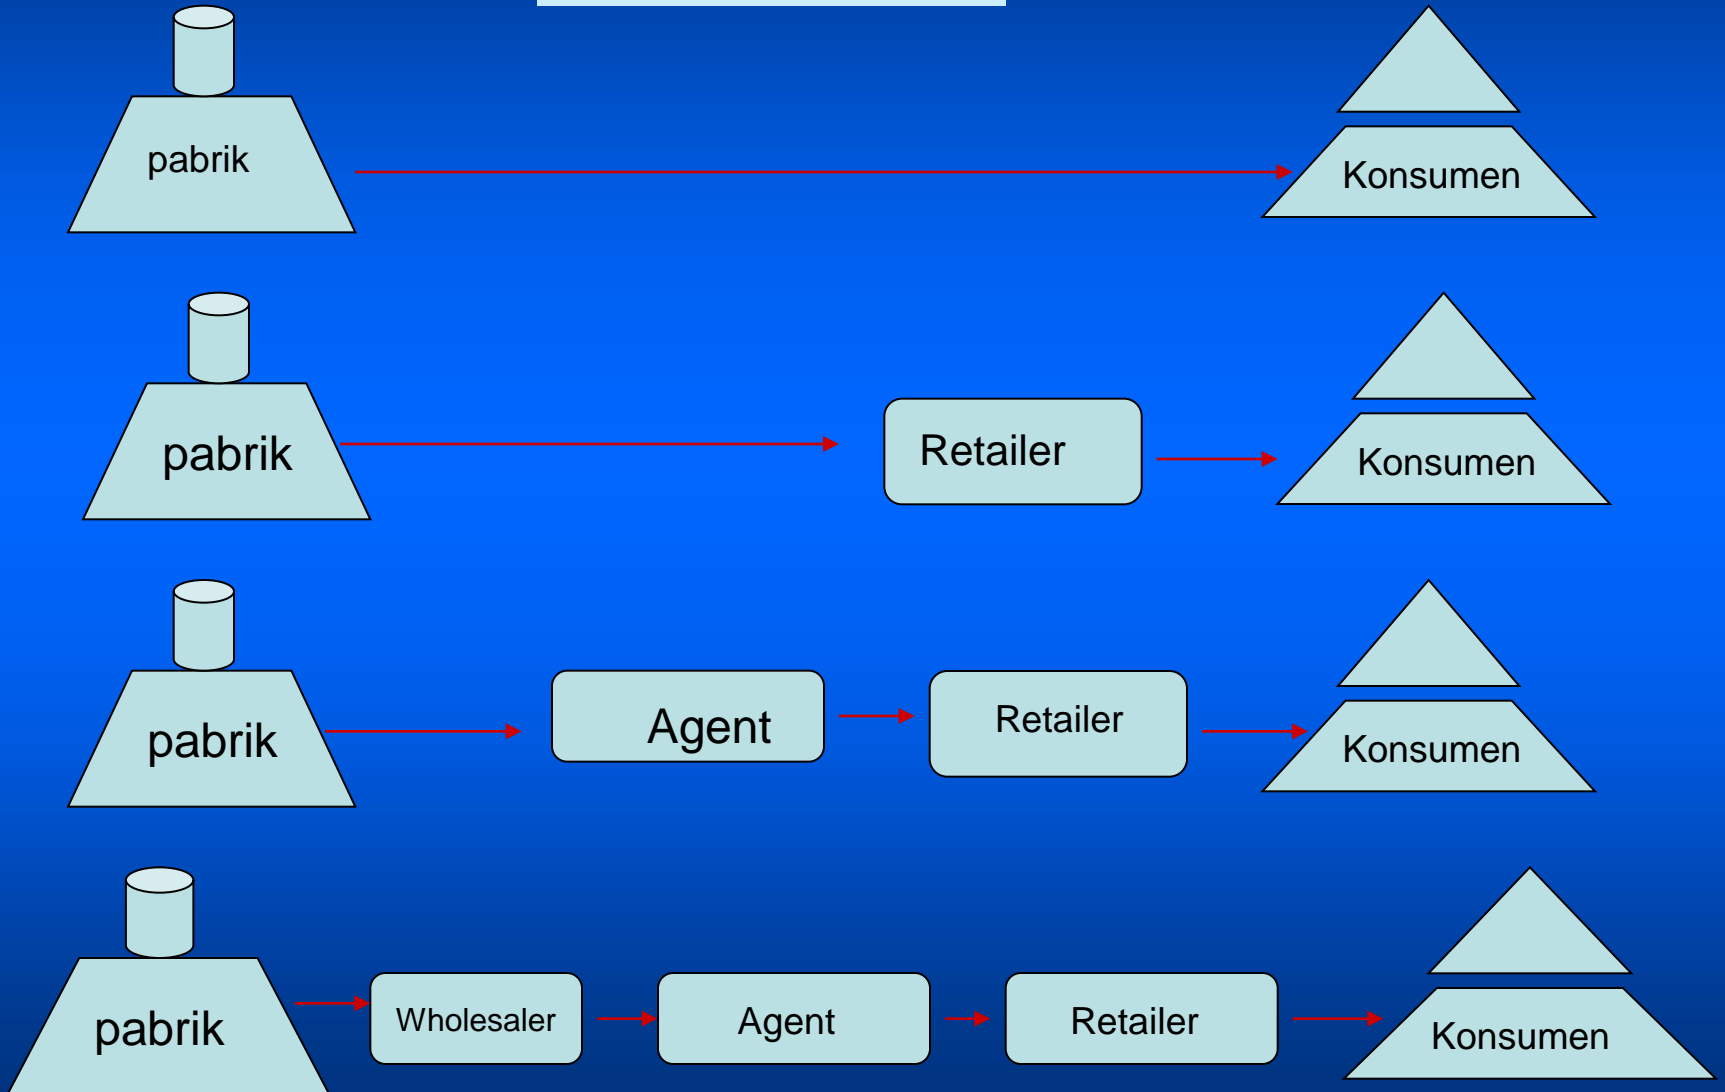 pabrik
Konsumen
pabrik
Retailer
Konsumen
pabrik
Agent
Retailer
Konsumen
pabrik
Wholesaler
Agent
Retailer
Konsumen